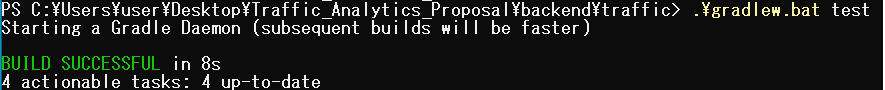 PS C:¥Users¥user¥Desktop¥Traffic_Analytics_Proposal¥backend¥traffic> .¥gradlew.bat test
Starting a Gradle Daemon (subsequent builds will be faster)
BUILD SUCCESSFUL in 8s
4 actionable tasks: 4 up-to-date